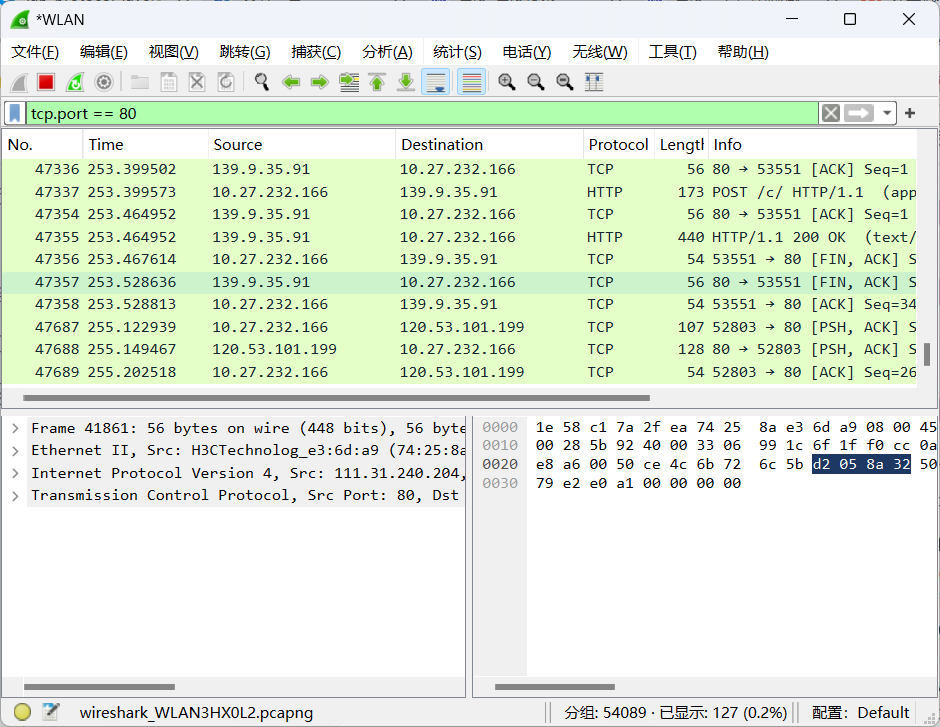 *WLAN
文件(F) 编辑(E) 视图(V) 跳转(G) 捕获(C) 分析(A) 统计(S) 电话(Y) 无线(W) 工具(T) 帮助(H)
tcp.port == 80
No. Time Source Destination Protocol Length Info
47336 253.399502 139.9.35.91 10.27.232.166 TCP 56 80 → 53551 [ACK] Seq=1
47337 253.399573 10.27.232.166 139.9.35.91 HTTP 173 POST /c/ HTTP/1.1 (app
47354 253.464952 139.9.35.91 10.27.232.166 TCP 56 80 → 53551 [ACK] Seq=1
47355 253.464952 139.9.35.91 10.27.232.166 HTTP 440 HTTP/1.1 200 OK (text/
47356 253.467614 10.27.232.166 139.9.35.91 TCP 54 53551 → 80 [FIN, ACK] S
47357 253.528636 139.9.35.91 10.27.232.166 TCP 56 80 → 53551 [FIN, ACK] S
47358 253.528813 10.27.232.166 139.9.35.91 TCP 54 53551 → 80 [ACK] Seq=34
47687 255.122939 10.27.232.166 120.53.101.199 TCP 107 52803 → 80 [PSH, ACK] S
47688 255.149467 120.53.101.199 10.27.232.166 TCP 128 80 → 52803 [PSH, ACK] S
47689 255.202518 10.27.232.166 120.53.101.199 TCP 54 52803 → 80 [ACK] Seq=26
Frame 41861: 56 bytes on wire (448 bits), 56 byte
Ethernet II, Src: H3CTechnolog_e3:6d:a9 (74:25:8a
Internet Protocol Version 4, Src: 111.31.240.204,
Transmission Control Protocol, Src Port: 80, Dst
0000 1e 58 c1 7a 2f ea 74 25 8a e3 6d a9 08 00 45
0010 00 28 5b 92 40 00 33 06 99 1c 6f 1f f0 cc 0a
0020 e8 a6 00 50 ce 4c 6b 72 6c 5b d2 05 8a 32 50
0030 79 e2 e0 a1 00 00 00 00
wireshark_WLAN3HX0L2.pcapng 分组: 54089 · 已显示: 127 (0.2%) 配置: Default